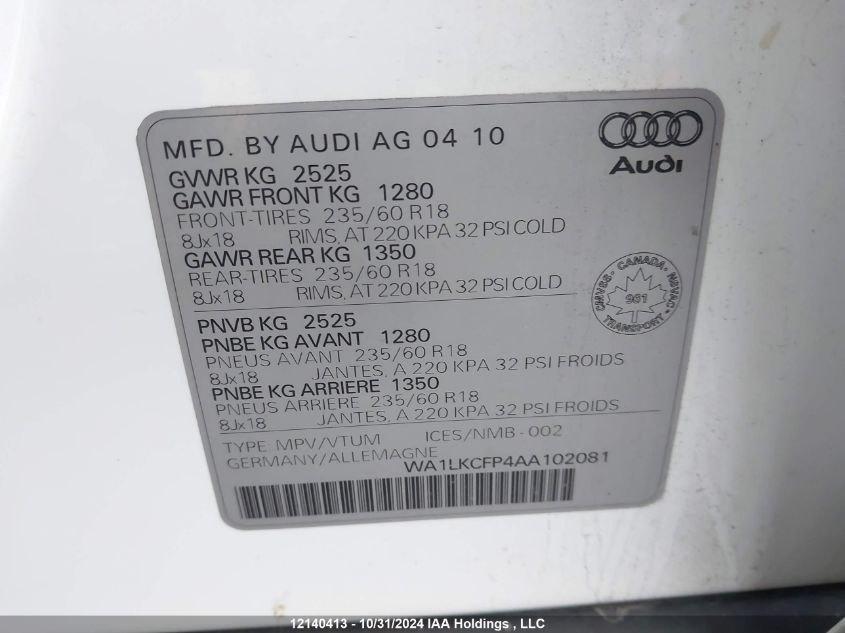 MFD. BY AUDI AG 04 10
Audi
GVWR KG 2525
GAWR FRONT KG 1280
FRONT-TIRES 235/60 R18
8Jx18 RIMS, AT 220 KPA 32 PSI COLD
GAWR REAR KG 1350
REAR-TIRES 235/60 R18
8Jx18 RIMS, AT 220 KPA 32 PSI COLD
CMVSS - CANADA - NSVAC
961
TRANSPORT
PNVB KG 2525
PNBE KG AVANT 1280
PNEUS AVANT 235/60 R18
8Jx18 JANTES, A 220 KPA 32 PSI FROIDS
PNBE KG ARRIERE 1350
PNEUS ARRIERE 235/60 R18
8Jx18 JANTES, A 220 KPA 32 PSI FROIDS
TYPE: MPV/VTUM ICES/NMB-002
GERMANY/ALLEMAGNE WA1LKCFP4AA102081
12140413 - 10/31/2024 IAA Holdings , LLC